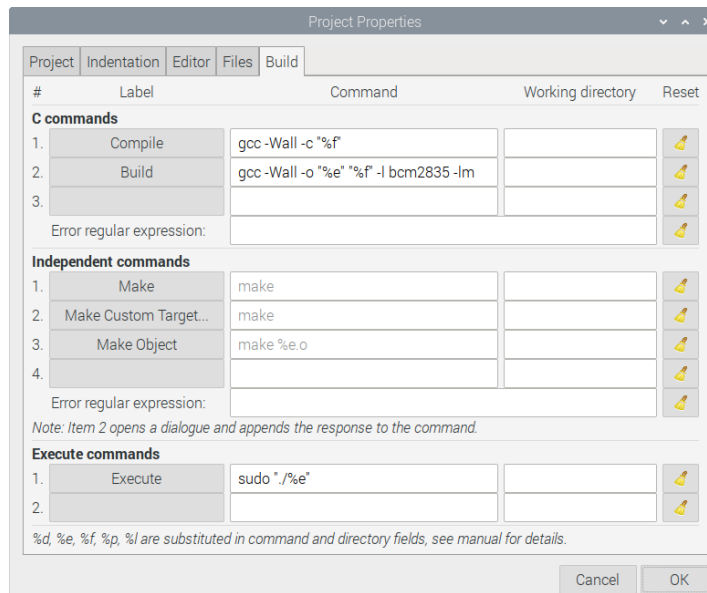 Project Properties
Project Indentation Editor Files Build
# Label Command Working directory Reset
C commands
1. Compile gcc -Wall -c "%f"
2. Build gcc -Wall -o "%e" "%f" -l bcm2835 -lm
3.
Error regular expression:
Independent commands
1. Make make
2. Make Custom Target... make
3. Make Object make %e.o
4.
Error regular expression:
Note: Item 2 opens a dialogue and appends the response to the command.
Execute commands
1. Execute sudo "./%e"
2.
%d, %e, %f, %p, %l are substituted in command and directory fields, see manual for details.
Cancel OK